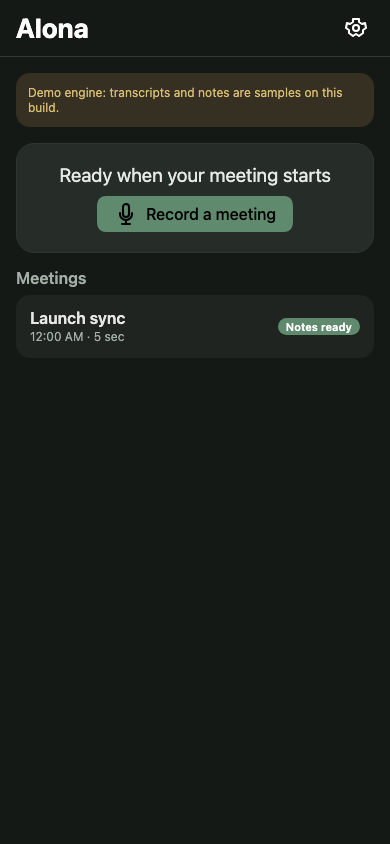 Alona
Demo engine: transcripts and notes are samples on this
build.
Ready when your meeting starts
Record a meeting
Meetings
Launch sync
12:00 AM · 5 sec
Notes ready